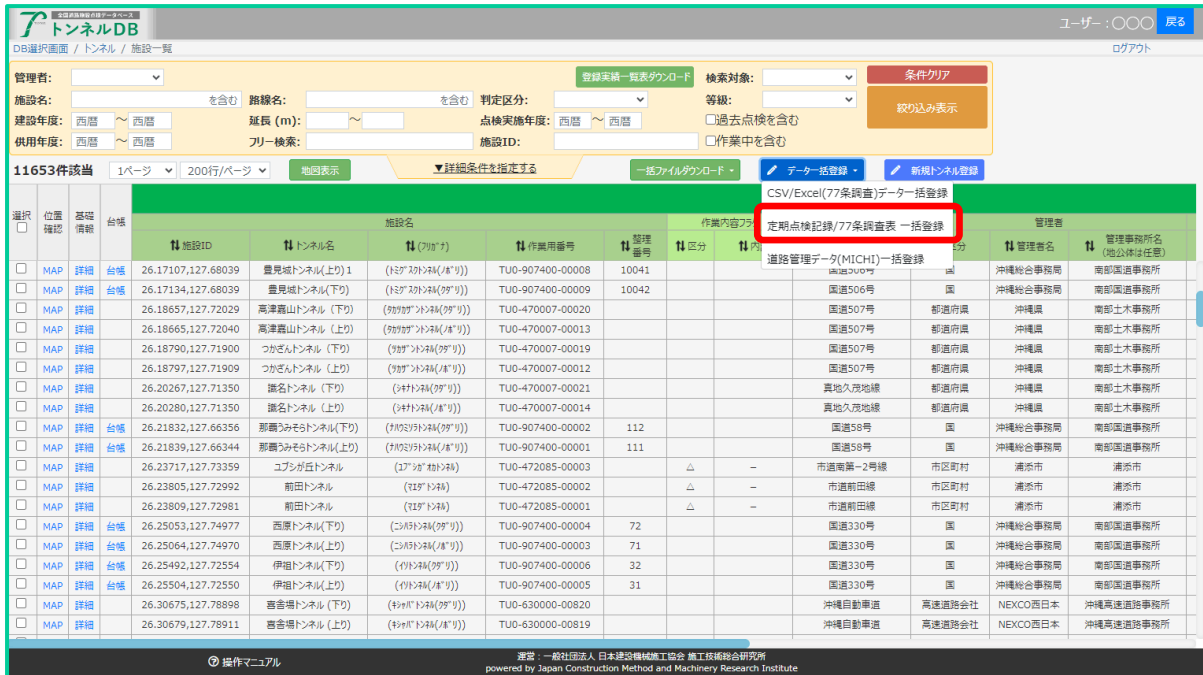 全国道路施設点検データベース
トンネルDB
ユーザー：〇〇〇 戻る
DB選択画面 / トンネル / 施設一覧 ログアウト
管理者: 登録実績一覧表ダウンロード 検索対象: 条件クリア
施設名: を含む 路線名: を含む 判定区分: 等級: 絞り込み表示
建設年度: 西暦 ～ 西暦 延長 (m): ～ 点検実施年度: 西暦 ～ 西暦 過去点検を含む
供用年度: 西暦 ～ 西暦 フリー検索: 施設ID: 作業中を含む
11653件該当 1ページ 200行/ページ 地図表示 ▼詳細条件を指定する 一括ファイルダウンロード データ一括登録 新規トンネル登録
CSV/Excel(77条調査)データ一括登録
定期点検記録/77条調査表 一括登録
道路管理データ(MICHI)一括登録
選択 位置確認 基礎情報 台帳 施設名 作業内容フラグ 管理者
施設ID トンネル名 (フリガナ) 作業用番号 整理番号 区分 管理者名 管理事務所名(地公体は任意)
MAP 詳細 台帳 26.17107,127.68039 豊見城トンネル(上り)1 (トミグスクトンネル(ノボリ)) TU0-907400-00008 10041 国道506号 国 沖縄総合事務局 南部国道事務所
MAP 詳細 台帳 26.17134,127.68039 豊見城トンネル(下り) (トミグスクトンネル(クダリ)) TU0-907400-00009 10042 国道506号 国 沖縄総合事務局 南部国道事務所
MAP 詳細 26.18657,127.72029 高津嘉山トンネル（下り) (タカツカザントンネル(クダリ)) TU0-470007-00020 国道507号 都道府県 沖縄県 南部土木事務所
MAP 詳細 26.18665,127.72040 高津嘉山トンネル（上り) (タカツカザントンネル(ノボリ)) TU0-470007-00013 国道507号 都道府県 沖縄県 南部土木事務所
MAP 詳細 26.18790,127.71900 つかざんトンネル（下り) (ツカザントンネル(クダリ)) TU0-470007-00019 国道507号 都道府県 沖縄県 南部土木事務所
MAP 詳細 26.18797,127.71909 つかざんトンネル（上り) (ツカザントンネル(ノボリ)) TU0-470007-00012 国道507号 都道府県 沖縄県 南部土木事務所
MAP 詳細 26.20267,127.71350 識名トンネル（下り) (シキナトンネル(クダリ)) TU0-470007-00021 真地久茂地線 都道府県 沖縄県 南部土木事務所
MAP 詳細 26.20280,127.71350 識名トンネル（上り) (シキナトンネル(ノボリ)) TU0-470007-00014 真地久茂地線 都道府県 沖縄県 南部土木事務所
MAP 詳細 台帳 26.21832,127.66356 那覇うみそらトンネル(下り) (ナハウミソラトンネル(クダリ)) TU0-907400-00002 112 国道58号 国 沖縄総合事務局 南部国道事務所
MAP 詳細 台帳 26.21839,127.66344 那覇うみそらトンネル(上り) (ナハウミソラトンネル(ノボリ)) TU0-907400-00001 111 国道58号 国 沖縄総合事務局 南部国道事務所
MAP 詳細 26.23717,127.73359 ユブシが丘トンネル (ユブシガオカトンネル) TU0-472085-00003 △ － 市道南第−2号線 市区町村 浦添市 浦添市
MAP 詳細 26.23805,127.72992 前田トンネル (マエダトンネル) TU0-472085-00002 △ － 市道前田線 市区町村 浦添市 浦添市
MAP 詳細 26.23809,127.72981 前田トンネル (マエダトンネル) TU0-472085-00001 △ － 市道前田線 市区町村 浦添市 浦添市
MAP 詳細 台帳 26.25053,127.74977 西原トンネル(下り) (ニシハラトンネル(クダリ)) TU0-907400-00004 72 国道330号 国 沖縄総合事務局 南部国道事務所
MAP 詳細 台帳 26.25064,127.74970 西原トンネル(上り) (ニシハラトンネル(ノボリ)) TU0-907400-00003 71 国道330号 国 沖縄総合事務局 南部国道事務所
MAP 詳細 台帳 26.25492,127.72554 伊祖トンネル(下り) (イソトンネル(クダリ)) TU0-907400-00006 32 国道330号 国 沖縄総合事務局 南部国道事務所
MAP 詳細 台帳 26.25504,127.72550 伊祖トンネル(上り) (イソトンネル(ノボリ)) TU0-907400-00005 31 国道330号 国 沖縄総合事務局 南部国道事務所
MAP 詳細 26.30675,127.78898 喜舎場トンネル (下り) (キシャバトンネル(クダリ)) TU0-630000-00820 沖縄自動車道 高速道路会社 NEXCO西日本 沖縄高速道路事務所
MAP 詳細 26.30679,127.78911 喜舎場トンネル (上り) (キシャバトンネル(ノボリ)) TU0-630000-00819 沖縄自動車道 高速道路会社 NEXCO西日本 沖縄高速道路事務所
? 操作マニュアル 運営：一般社団法人 日本建設機械施工協会 施工技術総合研究所
powered by Japan Construction Method and Machinery Research Institute